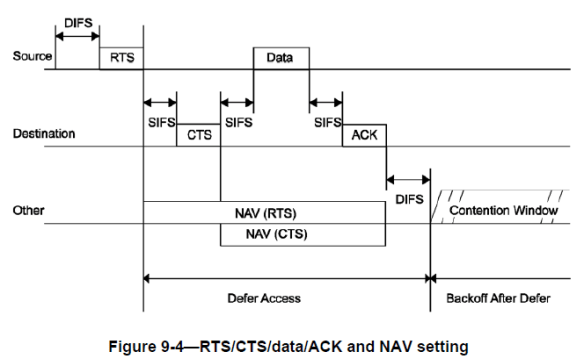 DIFS
Source
RTS
Data
SIFS
SIFS
SIFS
Destination
CTS
ACK
DIFS
Other
NAV (RTS)
Contention Window
NAV (CTS)
Defer Access
Backoff After Defer
Figure 9-4—RTS/CTS/data/ACK and NAV setting